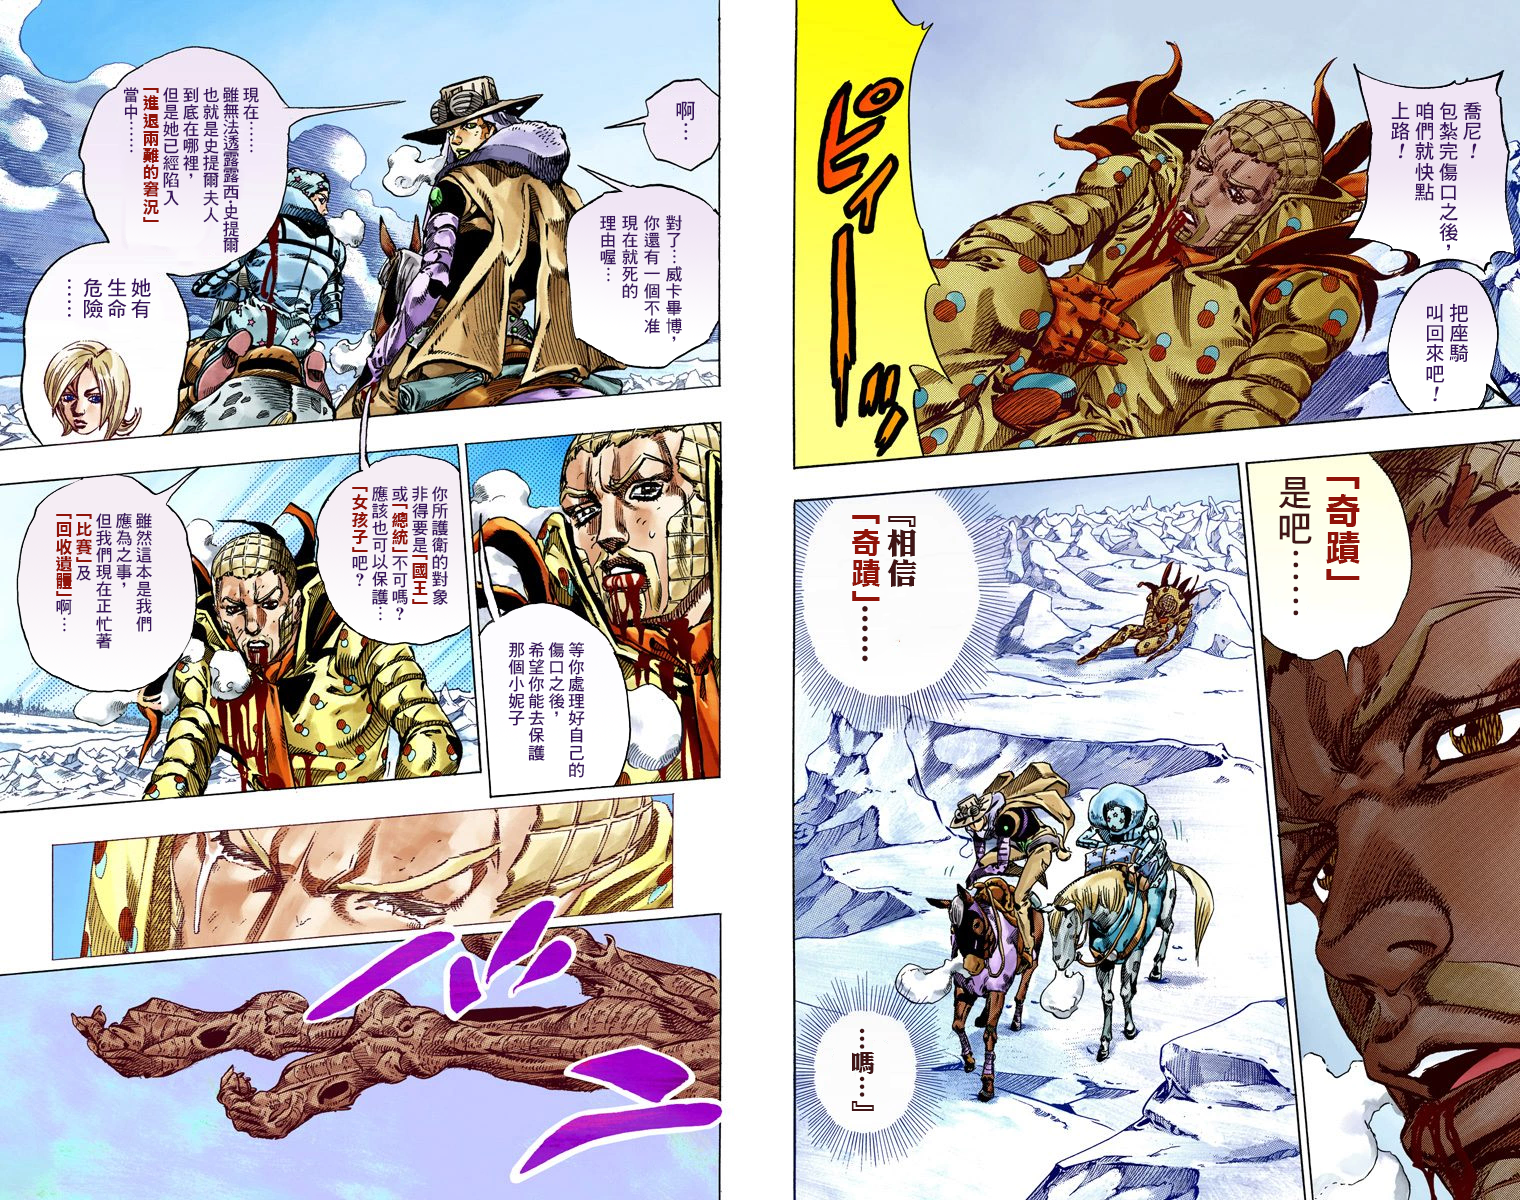 喬尼！
包紮完傷口之後，
咱們就快點
上路！
把座騎
叫回來吧！
ピィーーッ
「奇蹟」
是吧……
『相信
「奇蹟」……
…嗎…』
啊…
對了…威卡畢博，
你還有一個不准
現在就死的
理由喔…
現在……
雖無法透露露西·史提爾
也就是史提爾夫人
到底在哪裡，
但是她已經陷入
「進退兩難的窘況」
當中……
她有
生命
危險
……
等你處理好自己的
傷口之後，
希望你能去保護
那個小妮子
你所護衛的對象
非得要是「國王」
或「總統」不可嗎？
應該也可以保護…
「女孩子」吧？
雖然這本是我們
應為之事，
但我們現在正忙著
「比賽」及
「回收遺體」啊…
バニ